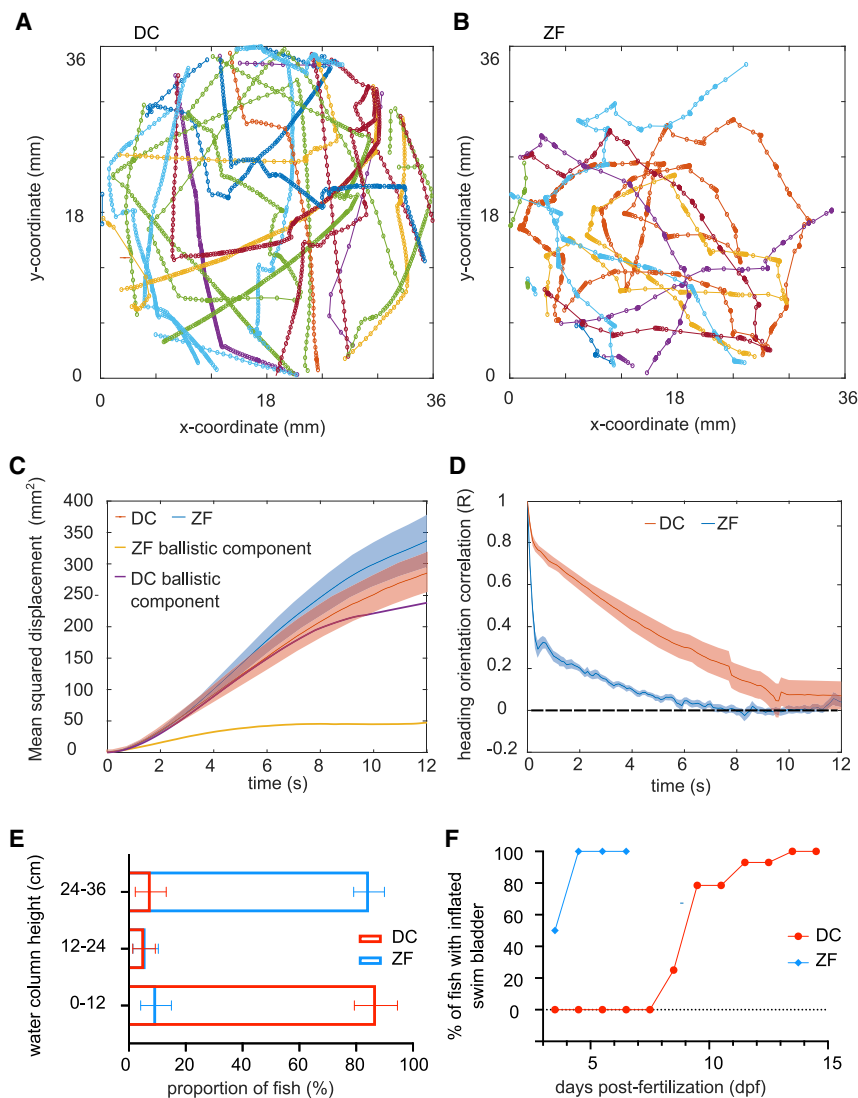 A
DC
36
18
0
y-coordinate (mm)
0
18
36
x-coordinate (mm)
B
ZF
36
18
0
y-coordinate (mm)
0
18
36
x-coordinate (mm)
C
400
350
300
250
200
150
100
50
0
Mean squared displacement (mm²)
DC
ZF
ZF ballistic component
DC ballistic
component
0
2
4
6
8
10
12
time (s)
D
1
0.8
0.6
0.4
0.2
0
-0.2
heading orientation correlation (R)
DC
ZF
0
2
4
6
8
10
12
time (s)
E
water column height (cm)
24-36
12-24
0-12
DC
ZF
0
20
40
60
80
100
proportion of fish (%)
F
% of fish with inflated
swim bladder
100
80
60
40
20
0
DC
ZF
5
10
15
days post-fertilization (dpf)